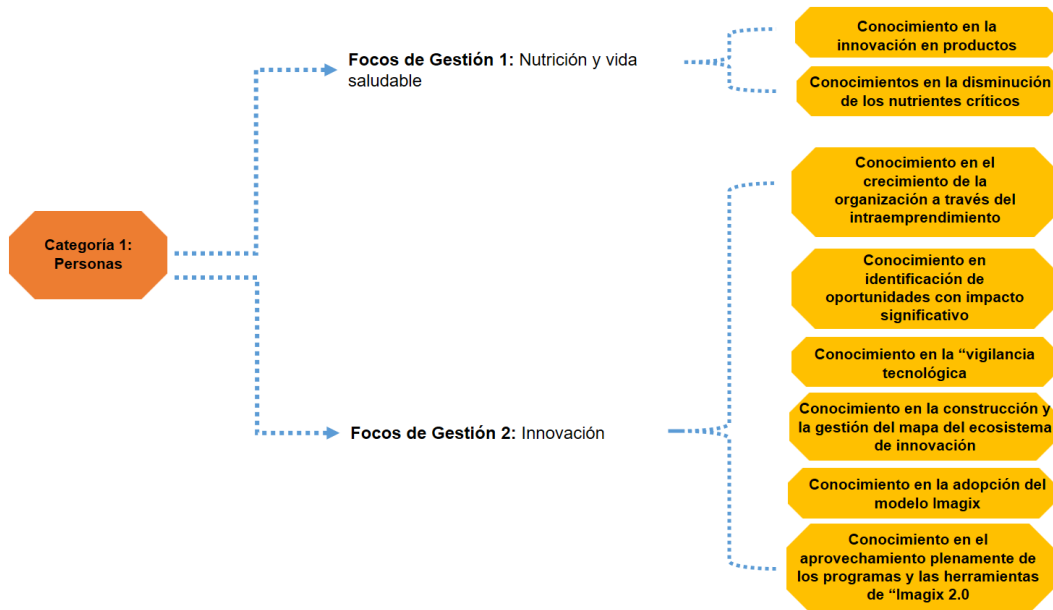 Categoría 1:
Personas
Focos de Gestión 1: Nutrición y vida
saludable
Conocimiento en la
innovación en productos
Conocimientos en la disminución
de los nutrientes críticos
Focos de Gestión 2: Innovación
Conocimiento en el
crecimiento de la
organización a través del
intraemprendimiento
Conocimiento en
identificación de
oportunidades con impacto
significativo
Conocimiento en la “vigilancia
tecnológica
Conocimiento en la construcción y
la gestión del mapa del ecosistema
de innovación
Conocimiento en la adopción del
modelo Imagix
Conocimiento en el
aprovechamiento plenamente de
los programas y las herramientas
de “Imagix 2.0